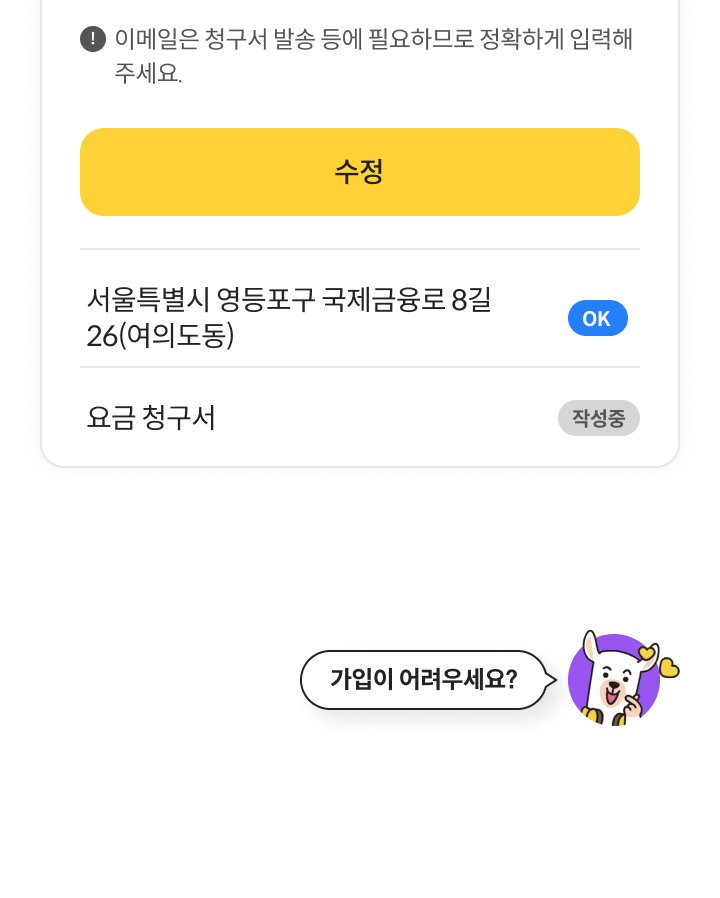 이메일은 청구서 발송 등에 필요하므로 정확하게 입력해
주세요.
수정
서울특별시 영등포구 국제금융로 8길
26(여의도동)
OK
요금 청구서
작성중
가입이 어려우세요?